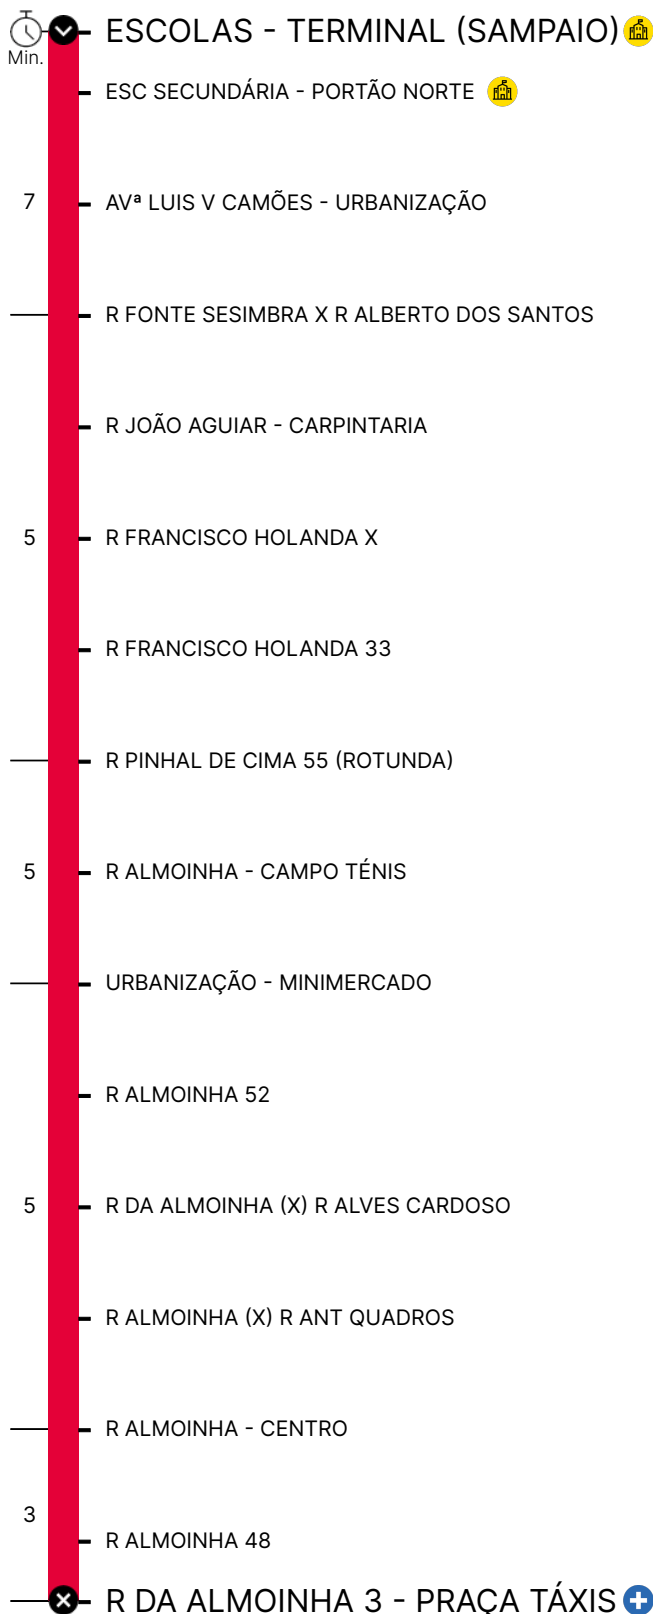 ESCOLAS - TERMINAL (SAMPAIO)
Min.
ESC SECUNDÁRIA - PORTÃO NORTE
7 AVª LUIS V CAMÕES - URBANIZAÇÃO
R FONTE SESIMBRA X R ALBERTO DOS SANTOS
R JOÃO AGUIAR - CARPINTARIA
5 R FRANCISCO HOLANDA X
R FRANCISCO HOLANDA 33
R PINHAL DE CIMA 55 (ROTUNDA)
5 R ALMOINHA - CAMPO TÉNIS
URBANIZAÇÃO - MINIMERCADO
R ALMOINHA 52
5 R DA ALMOINHA (X) R ALVES CARDOSO
R ALMOINHA (X) R ANT QUADROS
R ALMOINHA - CENTRO
3
R ALMOINHA 48
R DA ALMOINHA 3 - PRAÇA TÁXIS